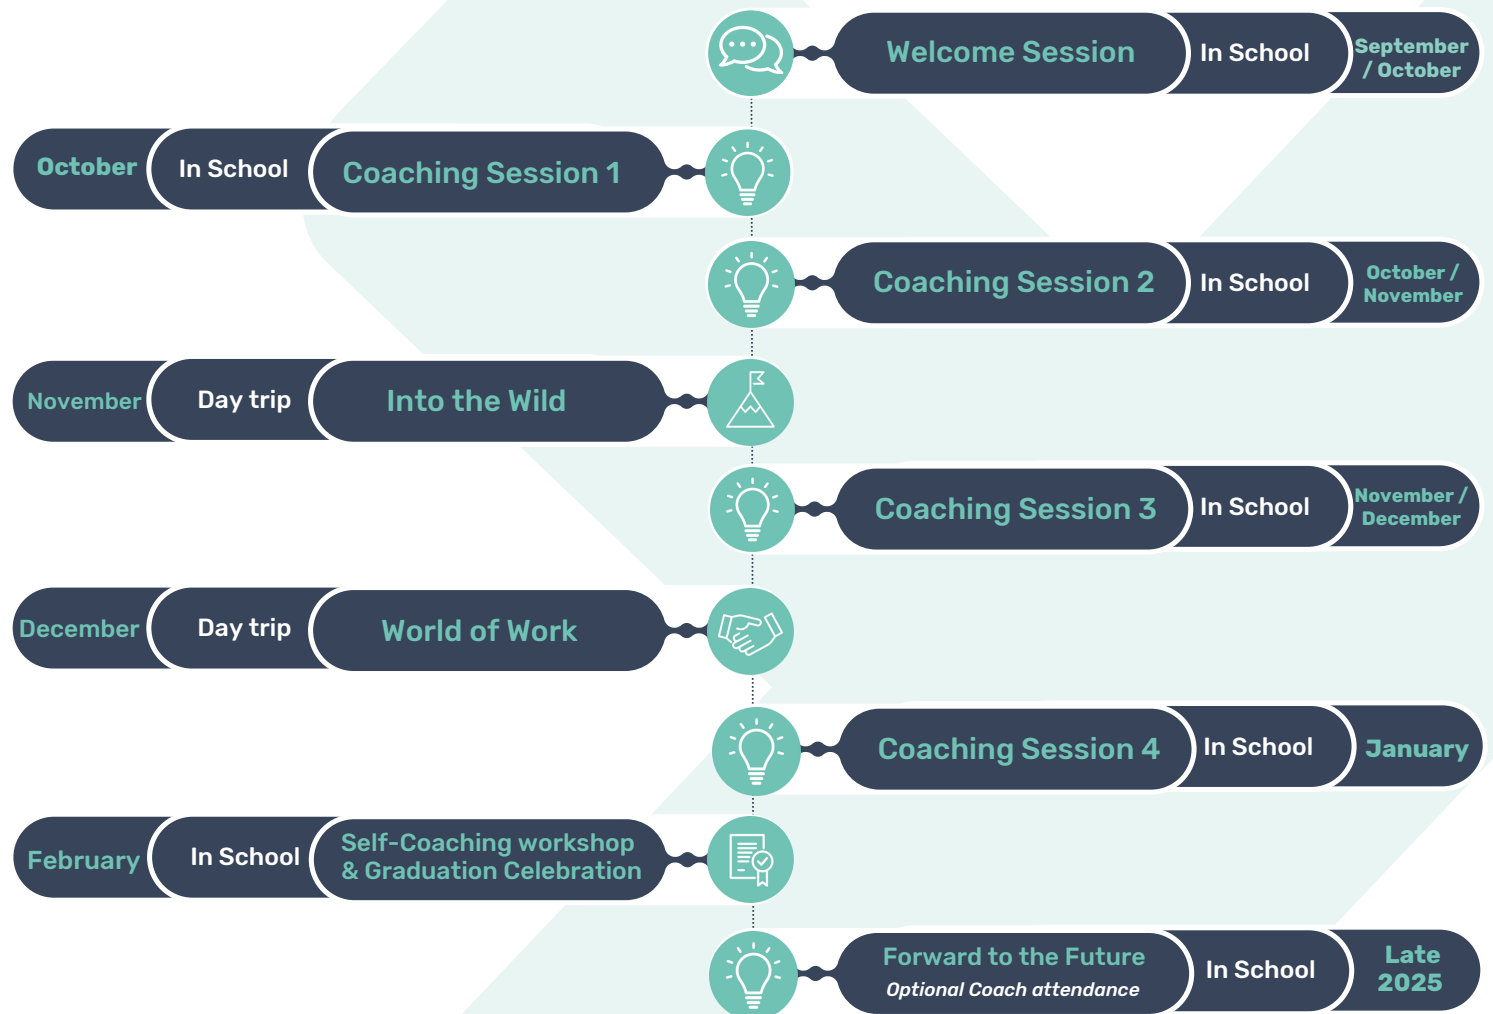 Welcome Session
In School
September
/ October
October
In School
Coaching Session 1
Coaching Session 2
In School
October /
November
November
Day trip
Into the Wild
Coaching Session 3
In School
November /
December
December
Day trip
World of Work
Coaching Session 4
In School
January
February
In School
Self-Coaching workshop
& Graduation Celebration
Forward to the Future
Optional Coach attendance
In School
Late
2025